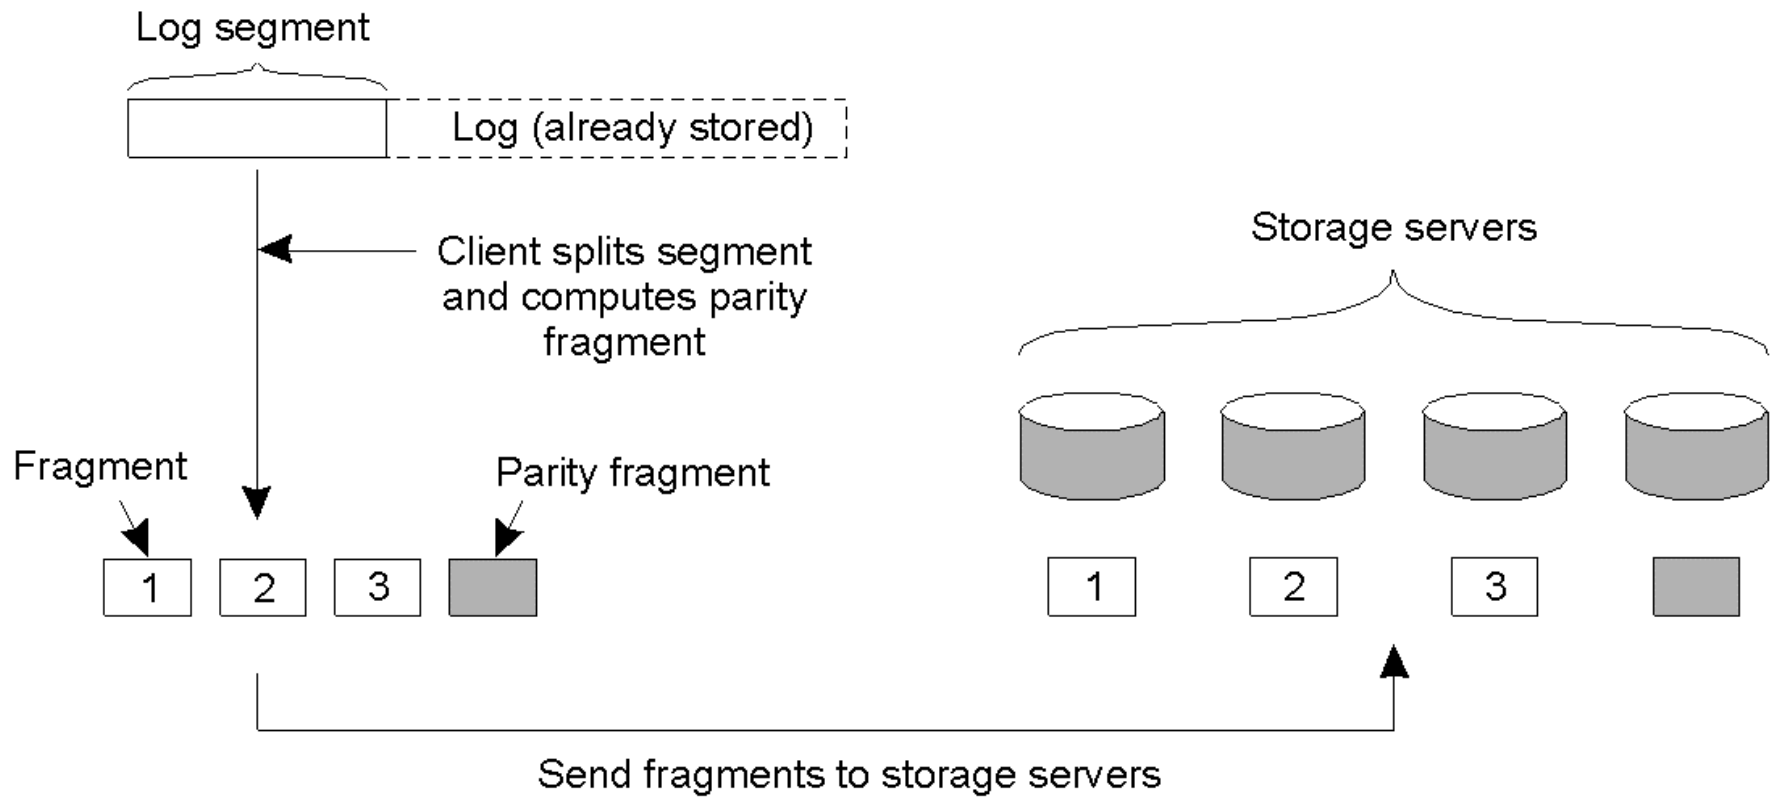 Log segment
Log (already stored)
Client splits segment
and computes parity
fragment
Storage servers
Fragment
Parity fragment
1 2 3
1 2 3
Send fragments to storage servers